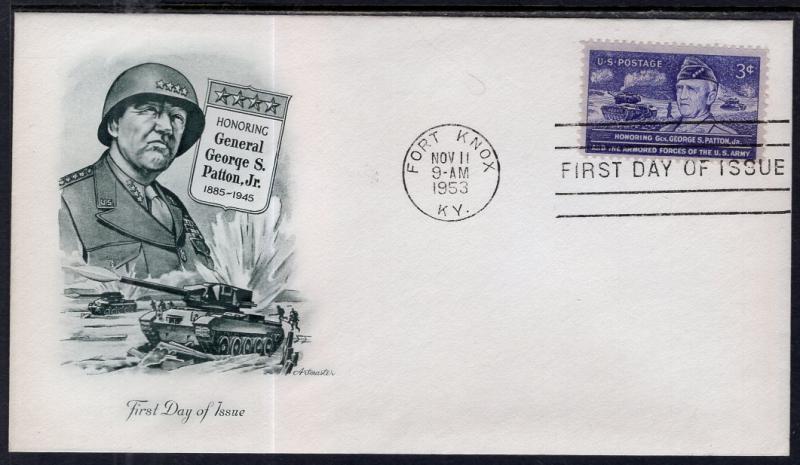 HONORING
General
George S.
Patton, Jr.
1885-1945
U.S.
Artmaster
First Day of Issue
FORT KNOX
NOV 11
9-AM
1953
KY.
U.S. POSTAGE 3¢
HONORING GEN. GEORGE S. PATTON, JR.
AND THE ARMORED FORCES OF THE U.S. ARMY
FIRST DAY OF ISSUE